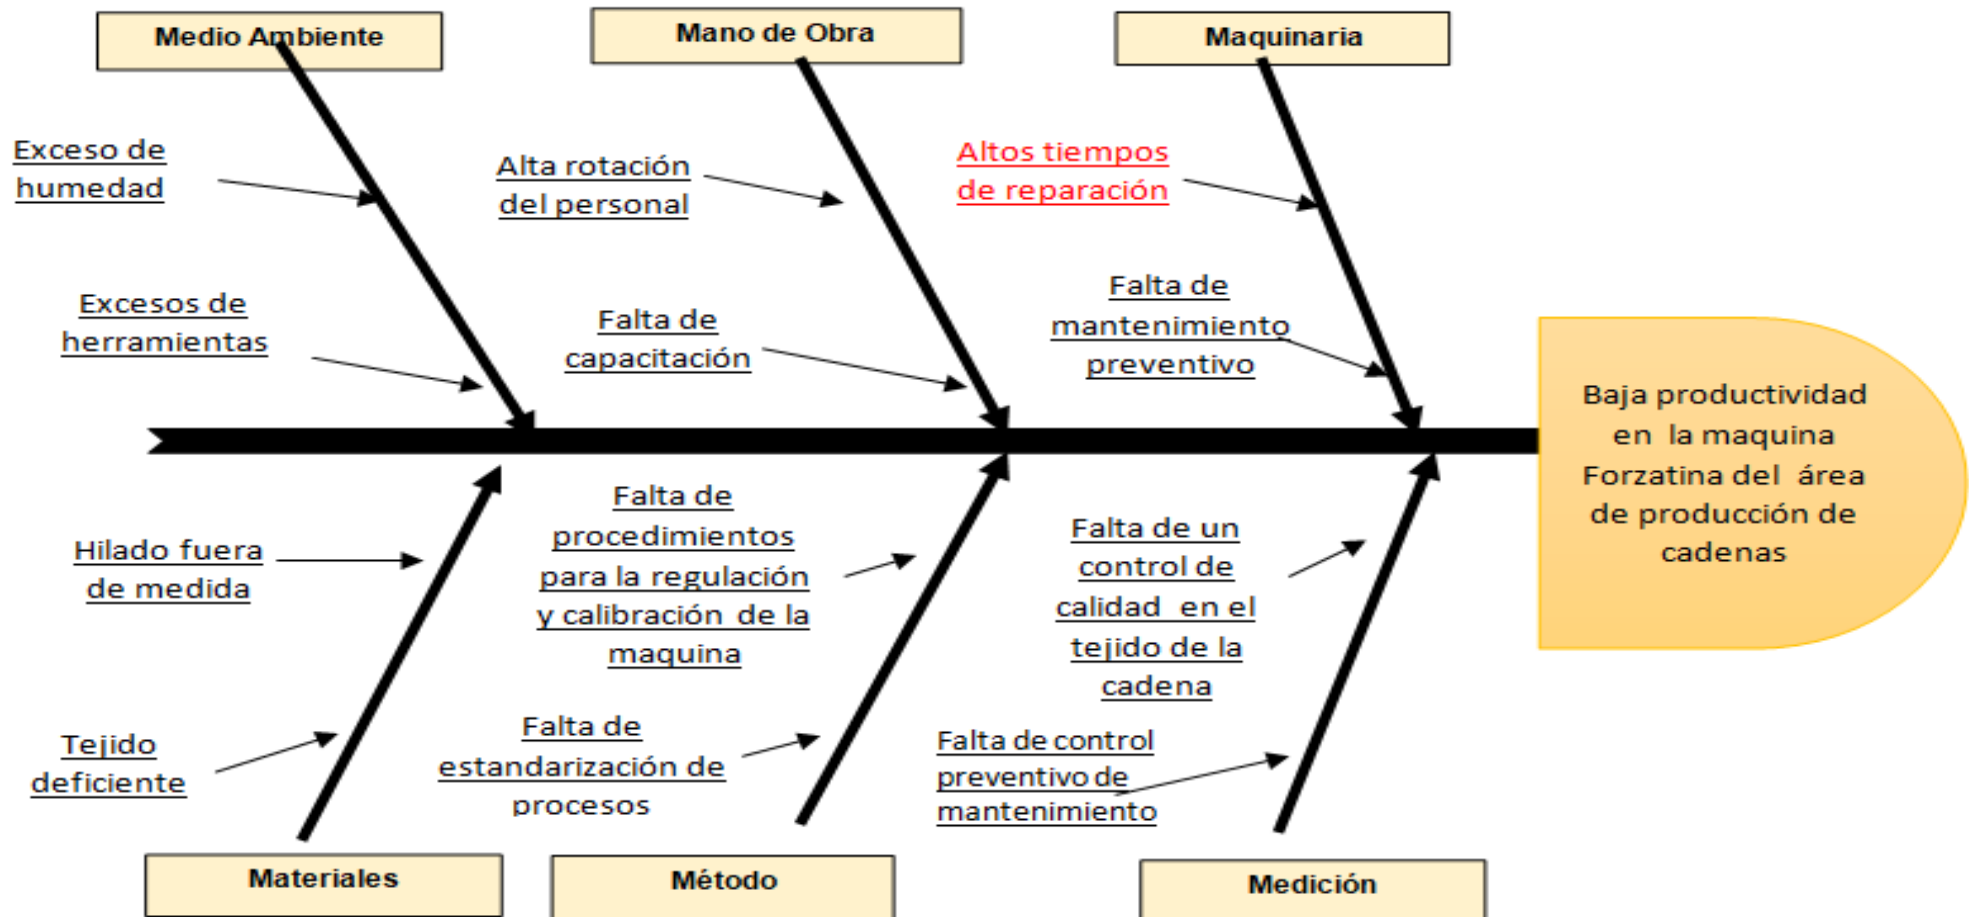 Medio Ambiente
Mano de Obra
Maquinaria
Exceso de
humedad
Alta rotación
del personal
Altos tiempos
de reparación
Excesos de
herramientas
Falta de
capacitación
Falta de
mantenimiento
preventivo
Baja productividad
en la maquina
Forzatina del área
de producción de
cadenas
Hilado fuera
de medida
Falta de
procedimientos
para la regulación
y calibración de la
maquina
Falta de un
control de
calidad en el
tejido de la
cadena
Tejido
deficiente
Falta de
estandarización de
procesos
Falta de control
preventivo de
mantenimiento
Materiales
Método
Medición